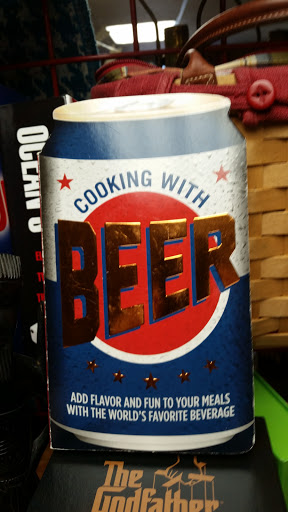 COOKING WITH
BEER
ADD FLAVOR AND FUN TO YOUR MEALS
WITH THE WORLD'S FAVORITE BEVERAGE
OCEAN'S
The
Godfather